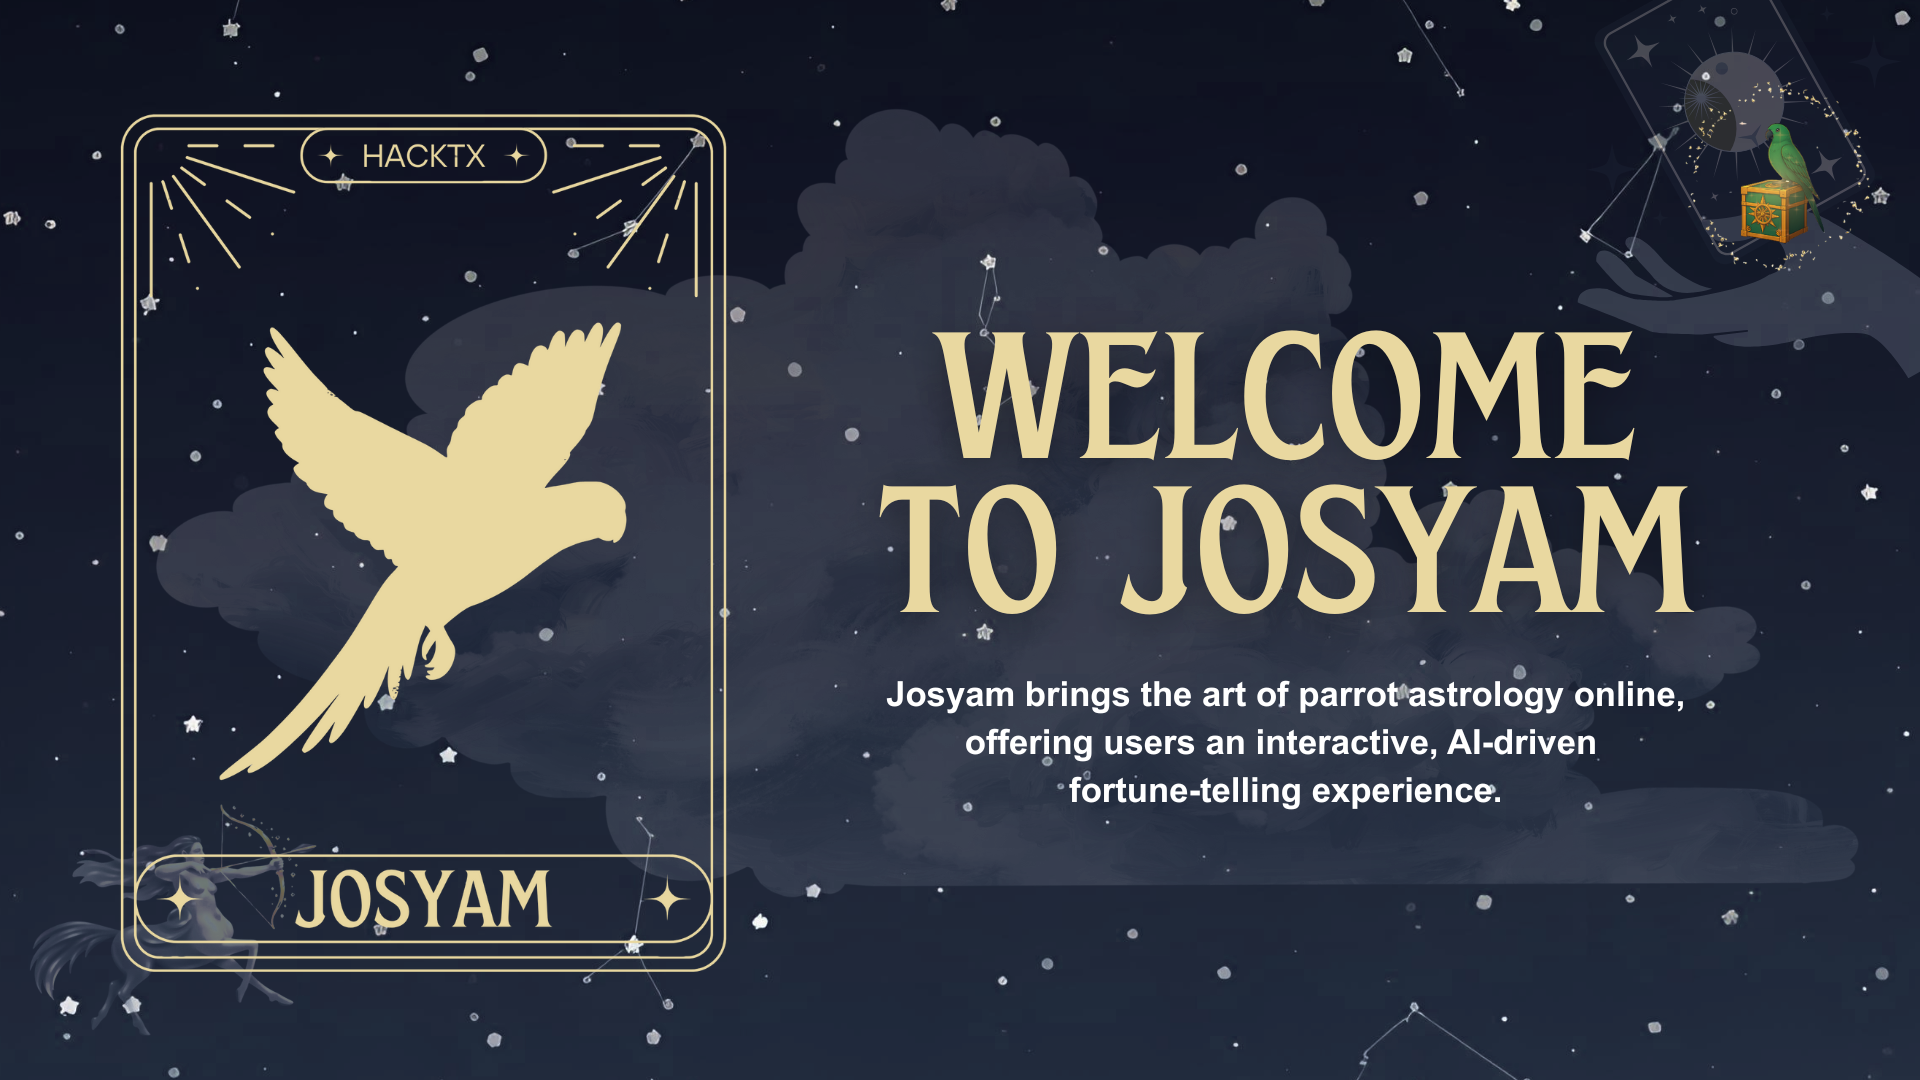 HACKTX
JOSYAM
WELCOME
TO JOSYAM
Josyam brings the art of parrot astrology online,
offering users an interactive, AI-driven
fortune-telling experience.